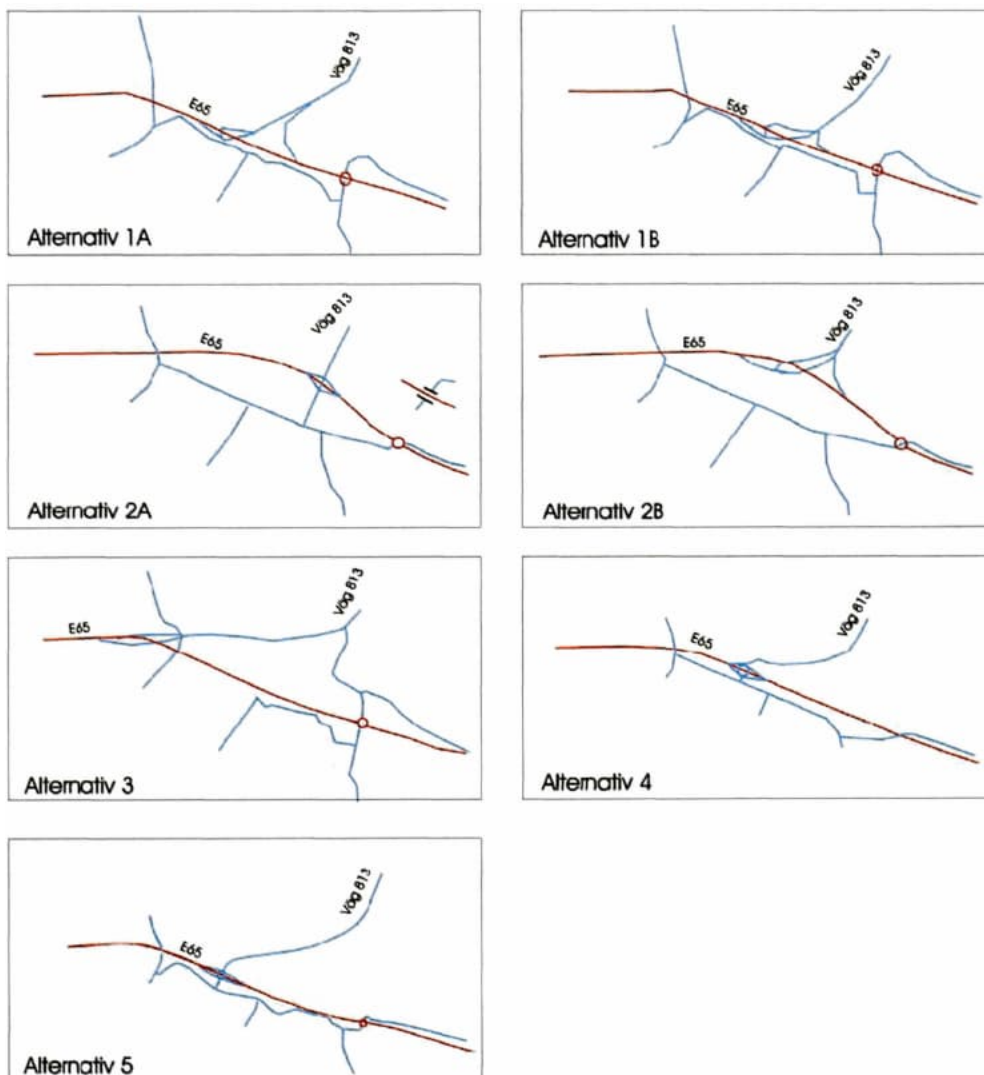 Väg 813
E65
Alternativ 1A
Väg 813
E65
Alternativ 1B
Väg 813
E65
Alternativ 2A
Väg 813
E65
Alternativ 2B
Väg 813
E65
Alternativ 3
Väg 813
E65
Alternativ 4
Väg 813
E65
Alternativ 5